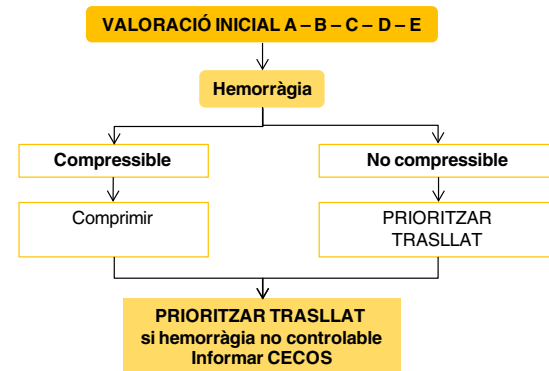 VALORACIÓ INICIAL A – B – C – D – E
Hemorràgia
Compressible
No compressible
Comprimir
PRIORITZAR
TRASLLAT
PRIORITZAR TRASLLAT
si hemorràgia no controlable
Informar CECOS